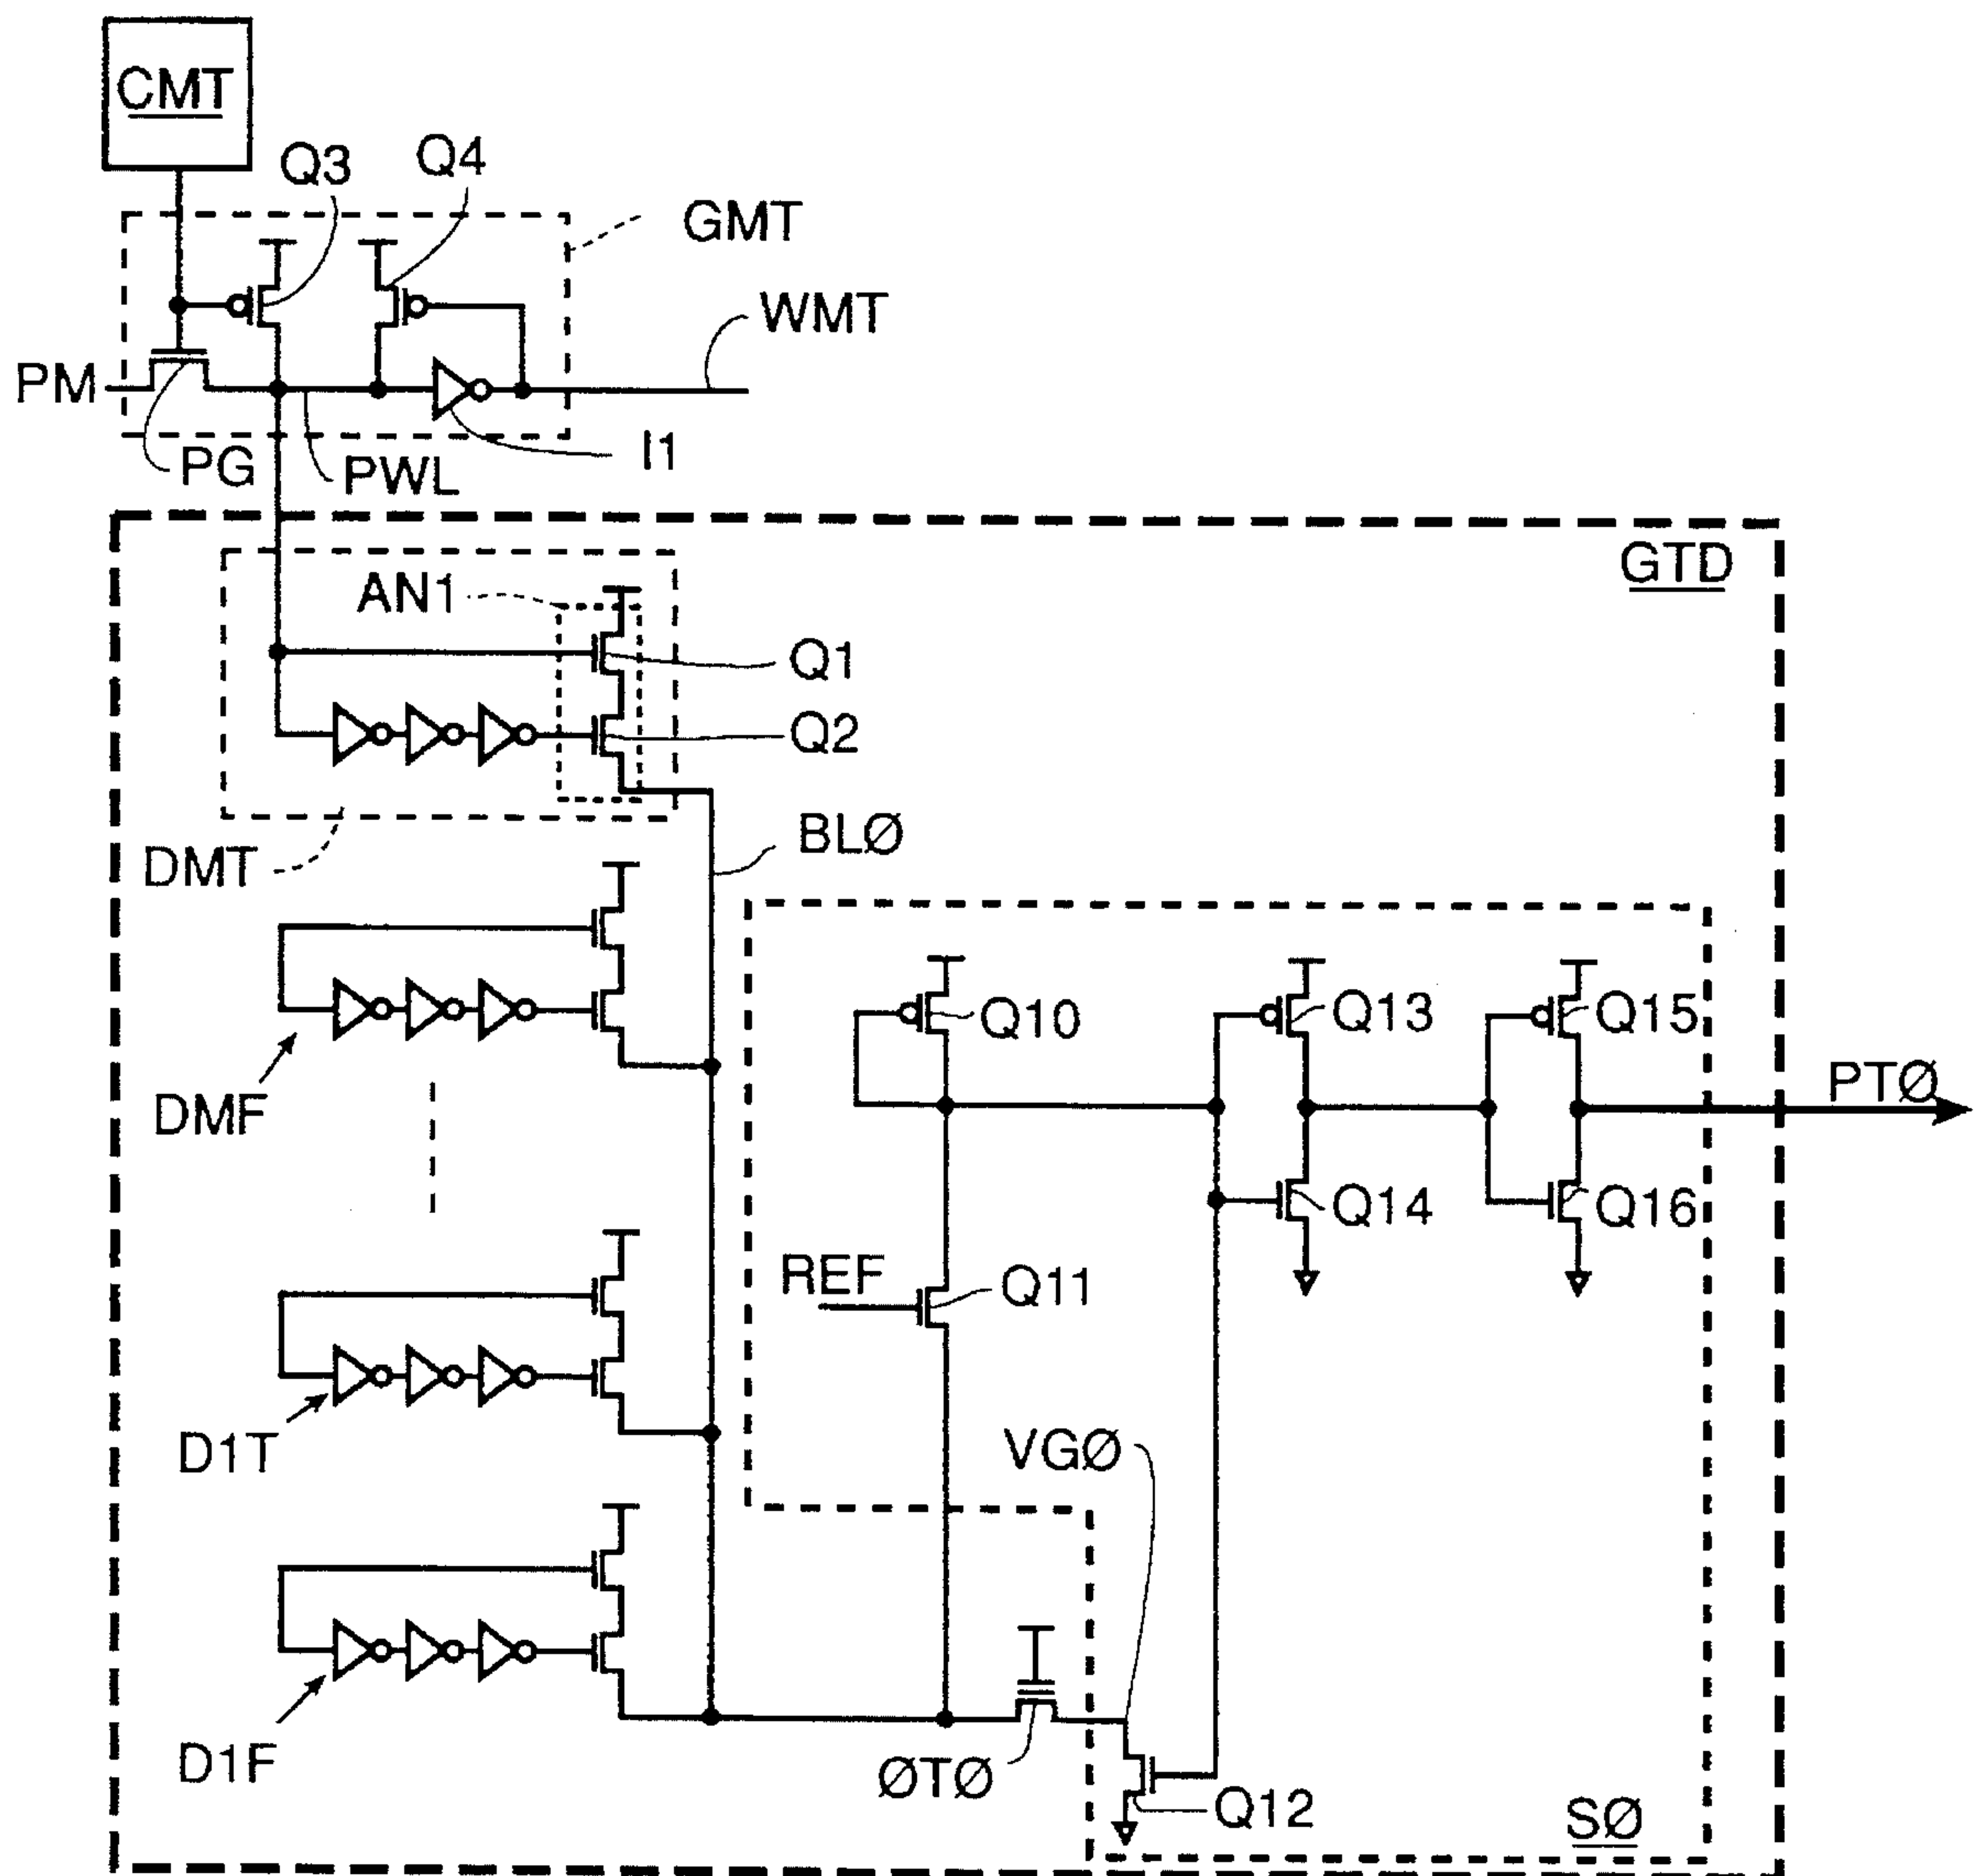 CMT
Q3
Q4
GMT
WMT
PM
PG
PWL
I1
GTD
AN1
Q1
Q2
DMT
BLØ
Q10
Q13
Q15
PTØ
DMF
Q14
Q16
REF
Q11
D1T
VGØ
D1F
ØTØ
Q12
SØ